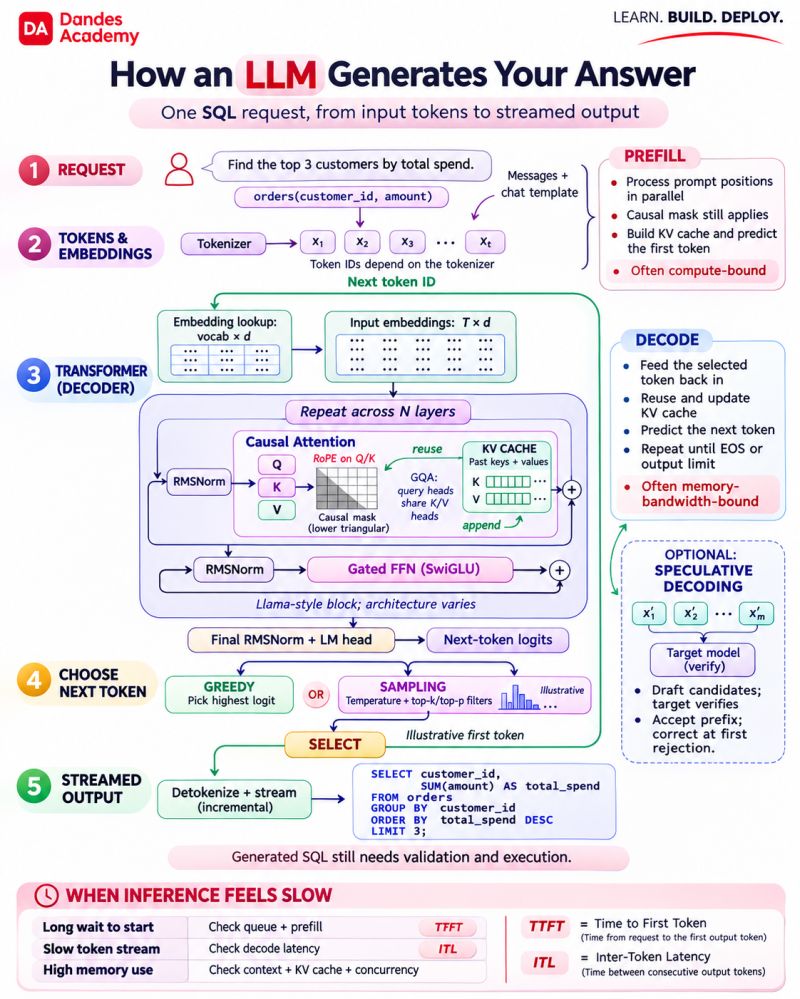 DA
Dandes
Academy
LEARN. BUILD. DEPLOY.
How an LLM Generates Your Answer
One SQL request, from input tokens to streamed output
1 REQUEST
Find the top 3 customers by total spend.
orders(customer_id, amount)
Messages +
chat template
PREFILL
• Process prompt positions
in parallel
• Causal mask still applies
• Build KV cache and predict
the first token
• Often compute-bound
2 TOKENS &
EMBEDDINGS
Tokenizer
x1 x2 x3 ... xt
Token IDs depend on the tokenizer
Next token ID
3 TRANSFORMER
(DECODER)
Embedding lookup:
vocab × d
Input embeddings: T × d
Repeat across N layers
Causal Attention
RMSNorm
Q
K
V
RoPE on Q/K
Causal mask
(lower triangular)
reuse
GQA:
query heads
share K/V
heads
KV CACHE
Past keys + values
K ...
V ...
append
+
RMSNorm
Gated FFN (SwiGLU)
+
Llama-style block; architecture varies
Final RMSNorm + LM head
Next-token logits
DECODE
• Feed the selected
token back in
• Reuse and update
KV cache
• Predict the next token
• Repeat until EOS or
output limit
• Often memory-
bandwidth-bound
OPTIONAL:
SPECULATIVE
DECODING
x′1 x′2 ... x′m
Target model
(verify)
• Draft candidates;
target verifies
• Accept prefix;
correct at first
rejection.
4 CHOOSE
NEXT TOKEN
GREEDY
Pick highest logit
OR
SAMPLING
Temperature + top-k/top-p filters
Illustrative
...
SELECT
Illustrative first token
5 STREAMED
OUTPUT
Detokenize + stream
(incremental)
SELECT customer_id,
SUM(amount) AS total_spend
FROM orders
GROUP BY customer_id
ORDER BY total_spend DESC
LIMIT 3;
Generated SQL still needs validation and execution.
WHEN INFERENCE FEELS SLOW
Long wait to start Check queue + prefill TTFT
Slow token stream Check decode latency ITL
High memory use Check context + KV cache + concurrency
TTFT = Time to First Token
(Time from request to the first output token)
ITL = Inter-Token Latency
(Time between consecutive output tokens)